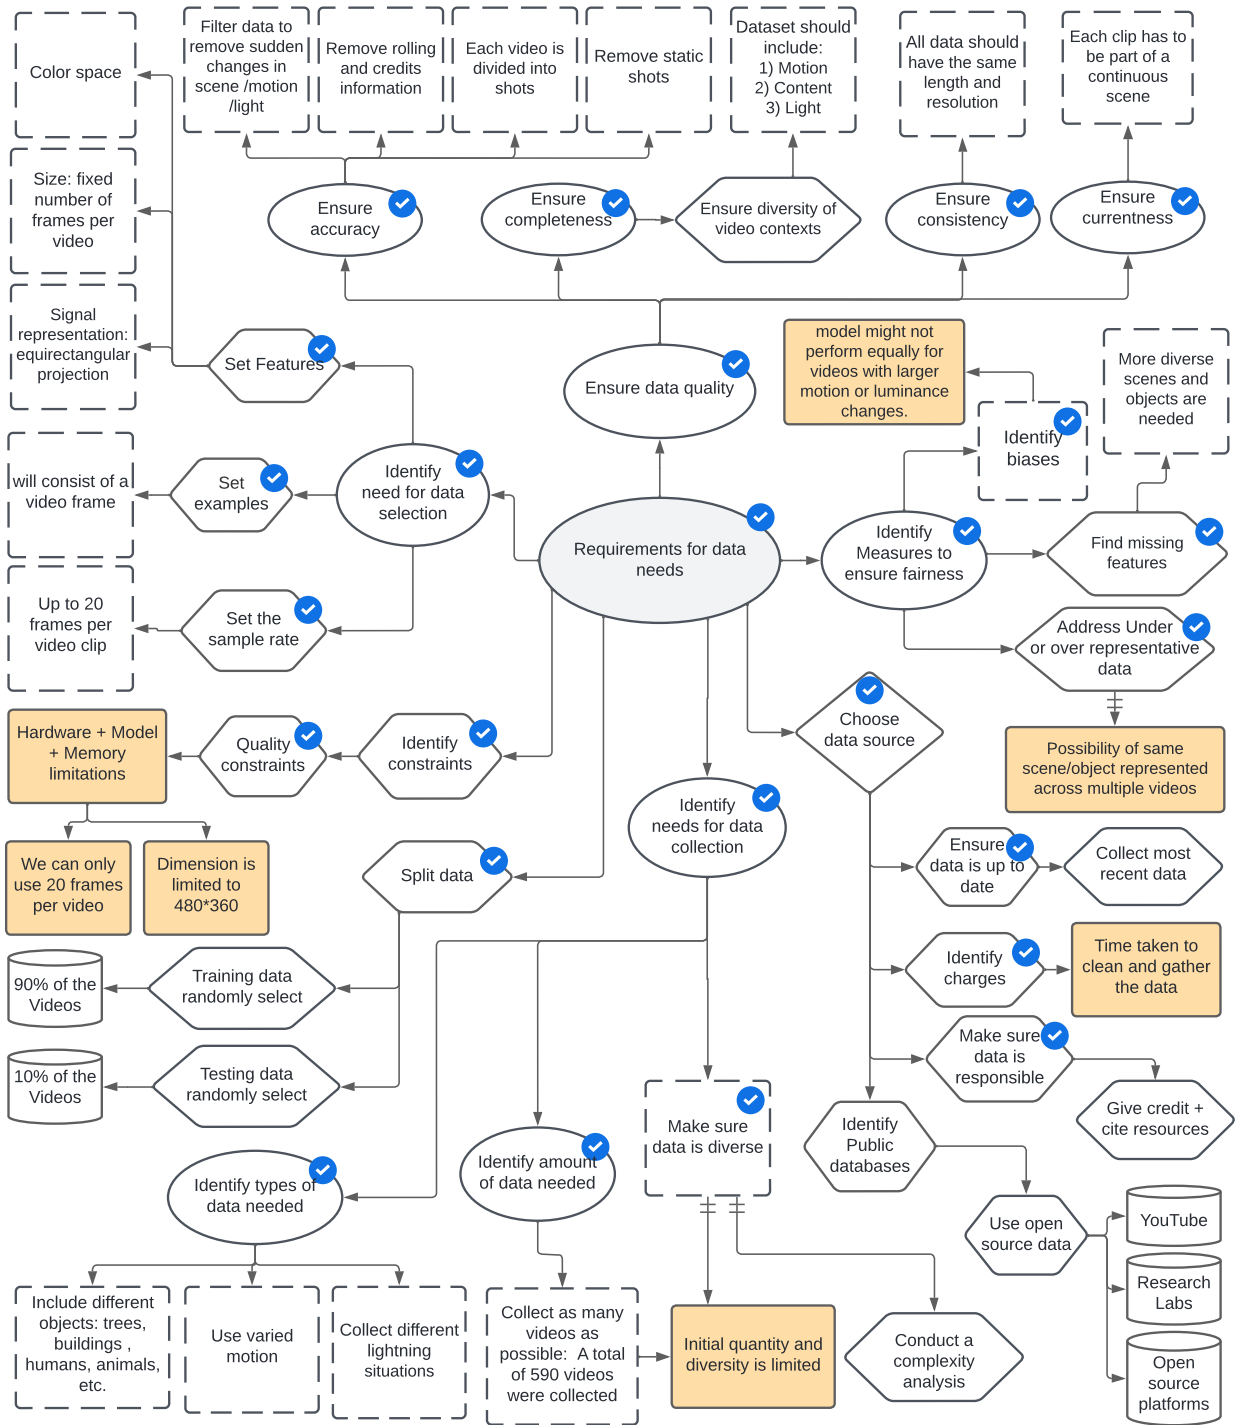 Color space
Filter data to
remove sudden
changes in
scene /motion
/light
Remove rolling
and credits
information
Each video is
divided into
shots
Remove static
shots
Dataset should
include:
1) Motion
2) Content
3) Light
All data should
have the same
length and
resolution
Each clip has to
be part of a
continuous
scene
Size: fixed
number of
frames per
video
Ensure
accuracy
Ensure
completeness
Ensure diversity of
video contexts
Ensure
consistency
Ensure
currentness
Signal
representation:
equirectangular
projection
Set Features
Ensure data quality
model might not
perform equally for
videos with larger
motion or luminance
changes.
More diverse
scenes and
objects are
needed
Identify
biases
will consist of a
video frame
Set
examples
Identify
need for data
selection
Requirements for data
needs
Identify
Measures to
ensure fairness
Find missing
features
Up to 20
frames per
video clip
Set the
sample rate
Address Under
or over representative
data
Hardware + Model
+ Memory
limitations
Quality
constraints
Identify
constraints
Choose
data source
Possibility of same
scene/object represented
across multiple videos
Identify
needs for data
collection
We can only
use 20 frames
per video
Dimension is
limited to
480*360
Split data
Ensure
data is up to
date
Collect most
recent data
90% of the
Videos
Training data
randomly select
Identify
charges
Time taken to
clean and gather
the data
10% of the
Videos
Testing data
randomly select
Make sure
data is
responsible
Give credit +
cite resources
Make sure
data is diverse
Identify
Public
databases
Identify types of
data needed
Identify amount
of data needed
Use open
source data
YouTube
Research
Labs
Open
source
platforms
Include different
objects: trees,
buildings ,
humans, animals,
etc.
Use varied
motion
Collect different
lightning
situations
Collect as many
videos as
possible:  A total
of 590 videos
were collected
Initial quantity and
diversity is limited
Conduct a
complexity
analysis